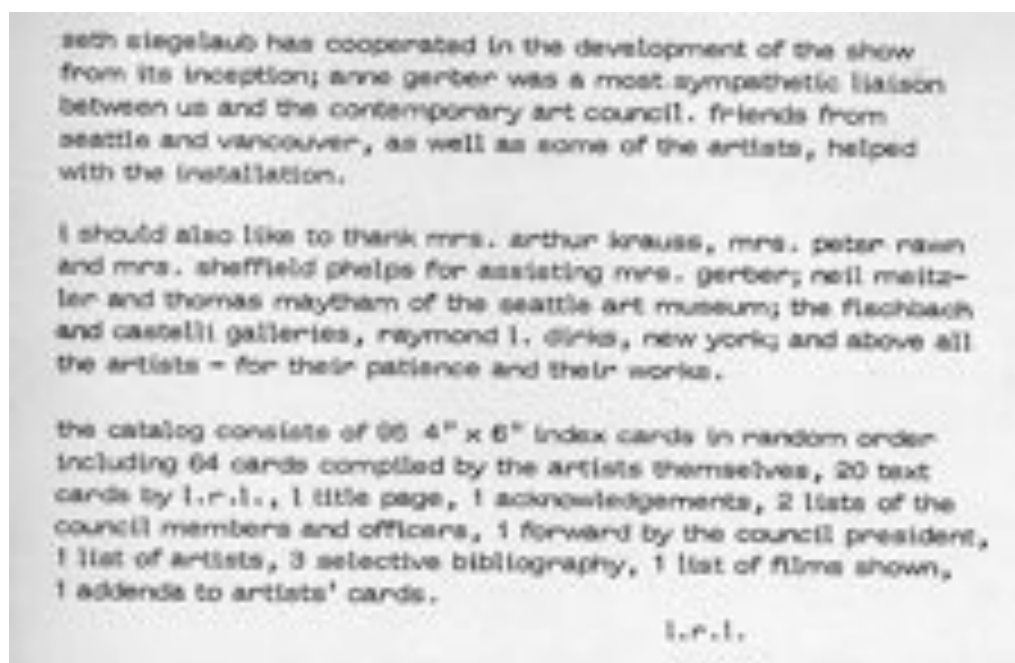 seth siegelaub has cooperated in the development of the show
from its inception; anne gerber was a most sympathetic liaison
between us and the contemporary art council. friends from
seattle and vancouver, as well as some of the artists, helped
with the installation.
i should also like to thank mrs. arthur krauss, mrs. peter rawn
and mrs. sheffield phelps for assisting mrs. gerber; neil meitz-
ler and thomas maytham of the seattle art museum; the fischbach
and castelli galleries, raymond l. dirks, new york; and above all
the artists - for their patience and their works.
the catalog consists of 95 4" x 6" index cards in random order
including 64 cards compiled by the artists themselves, 20 text
cards by l.r.l., 1 title page, 1 acknowledgements, 2 lists of the
council members and officers, 1 forward by the council president,
1 list of artists, 3 selective bibliography, 1 list of films shown,
1 addenda to artists' cards.
l.r.l.